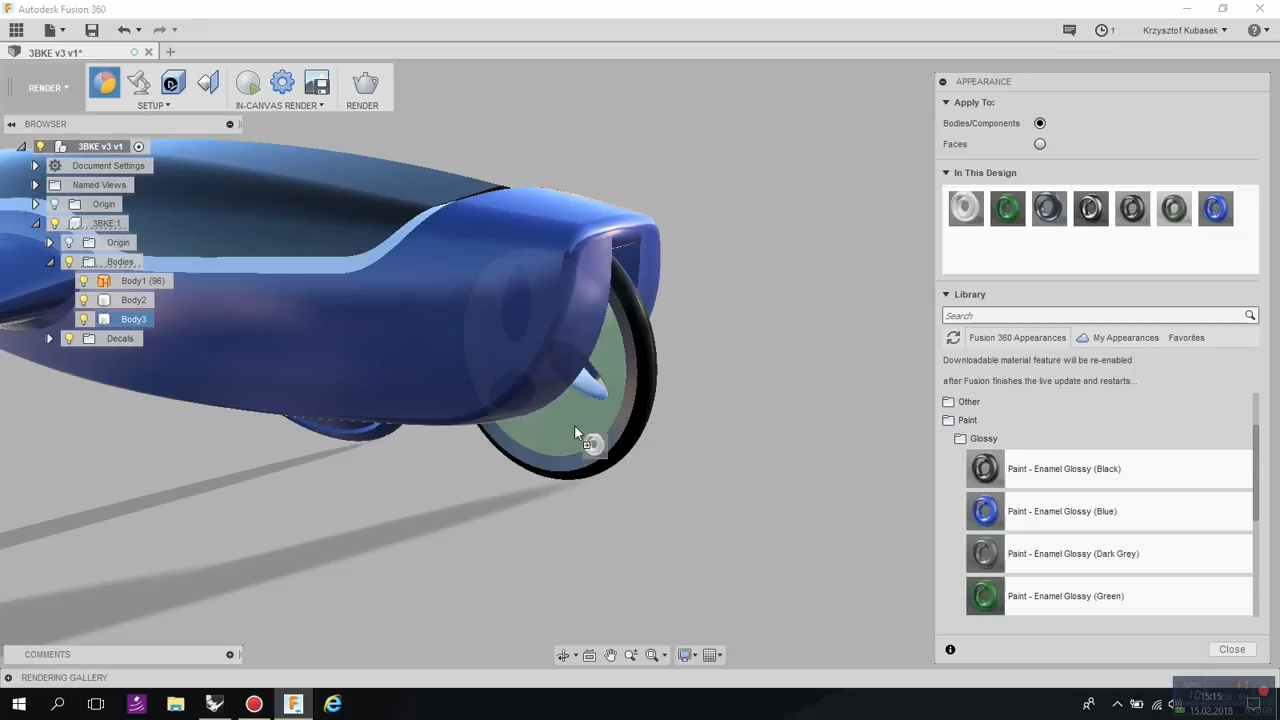 Autodesk Fusion 360
1
Krzysztof Kubasek
3BKE v3 v1*
RENDER
SETUP
IN-CANVAS RENDER
RENDER
BROWSER
3BKE v3 v1
Document Settings
Named Views
Origin
3BKE:1
Origin
Bodies
Body1 (96)
Body2
Body3
Decals
APPEARANCE
Apply To:
Bodies/Components
Faces
In This Design
Library
Search
Fusion 360 Appearances
My Appearances
Favorites
Downloadable material feature will be re-enabled
after Fusion finishes the live update and restarts...
Other
Paint
Glossy
Paint - Enamel Glossy (Black)
Paint - Enamel Glossy (Blue)
Paint - Enamel Glossy (Dark Grey)
Paint - Enamel Glossy (Green)
Close
COMMENTS
RENDERING GALLERY
15:15
15.02.2018